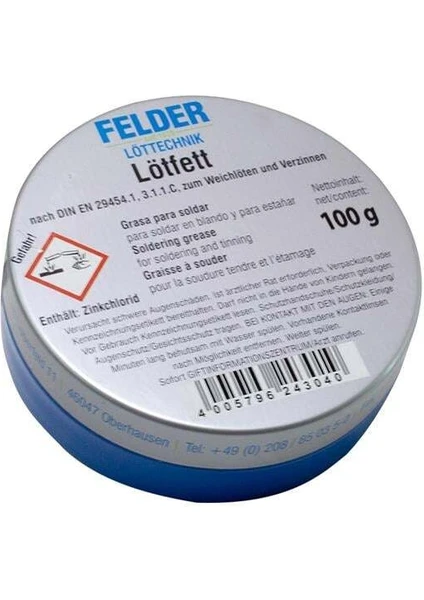 FELDER
LÖTTECHNIK
Lötfett
nach DIN EN 29454.1, 3.1.1.C, zum Weichlöten und Verzinnen
Grasa para soldar
para soldar en blando y para estañar
Soldering grease
for soldering and tinning
Graisse à souder
pour la soudure tendre et l'étamage
Nettoinhalt:
net/content:
100 g
Gefahr!
Enthält: Zinkchlorid
Verursacht schwere Augenschäden. Ist ärztlicher Rat erforderlich, Verpackung oder
Kennzeichnungsetikett bereithalten. Darf nicht in die Hände von Kindern gelangen.
Vor Gebrauch Kennzeichnungsetikett lesen. Schutzhandschuhe/Schutzkleidung/
Augenschutz/Gesichtsschutz tragen. BEI KONTAKT MIT DEN AUGEN: Einige
Minuten lang behutsam mit Wasser spülen. Vorhandene Kontaktlinsen
nach Möglichkeit entfernen. Weiter spülen.
Sofort GIFTINFORMATIONSZENTRUM/Arzt anrufen.
4 005796 243040
11 | 46047 Oberhausen | Tel: +49 (0) 208 / 85 03 5-0